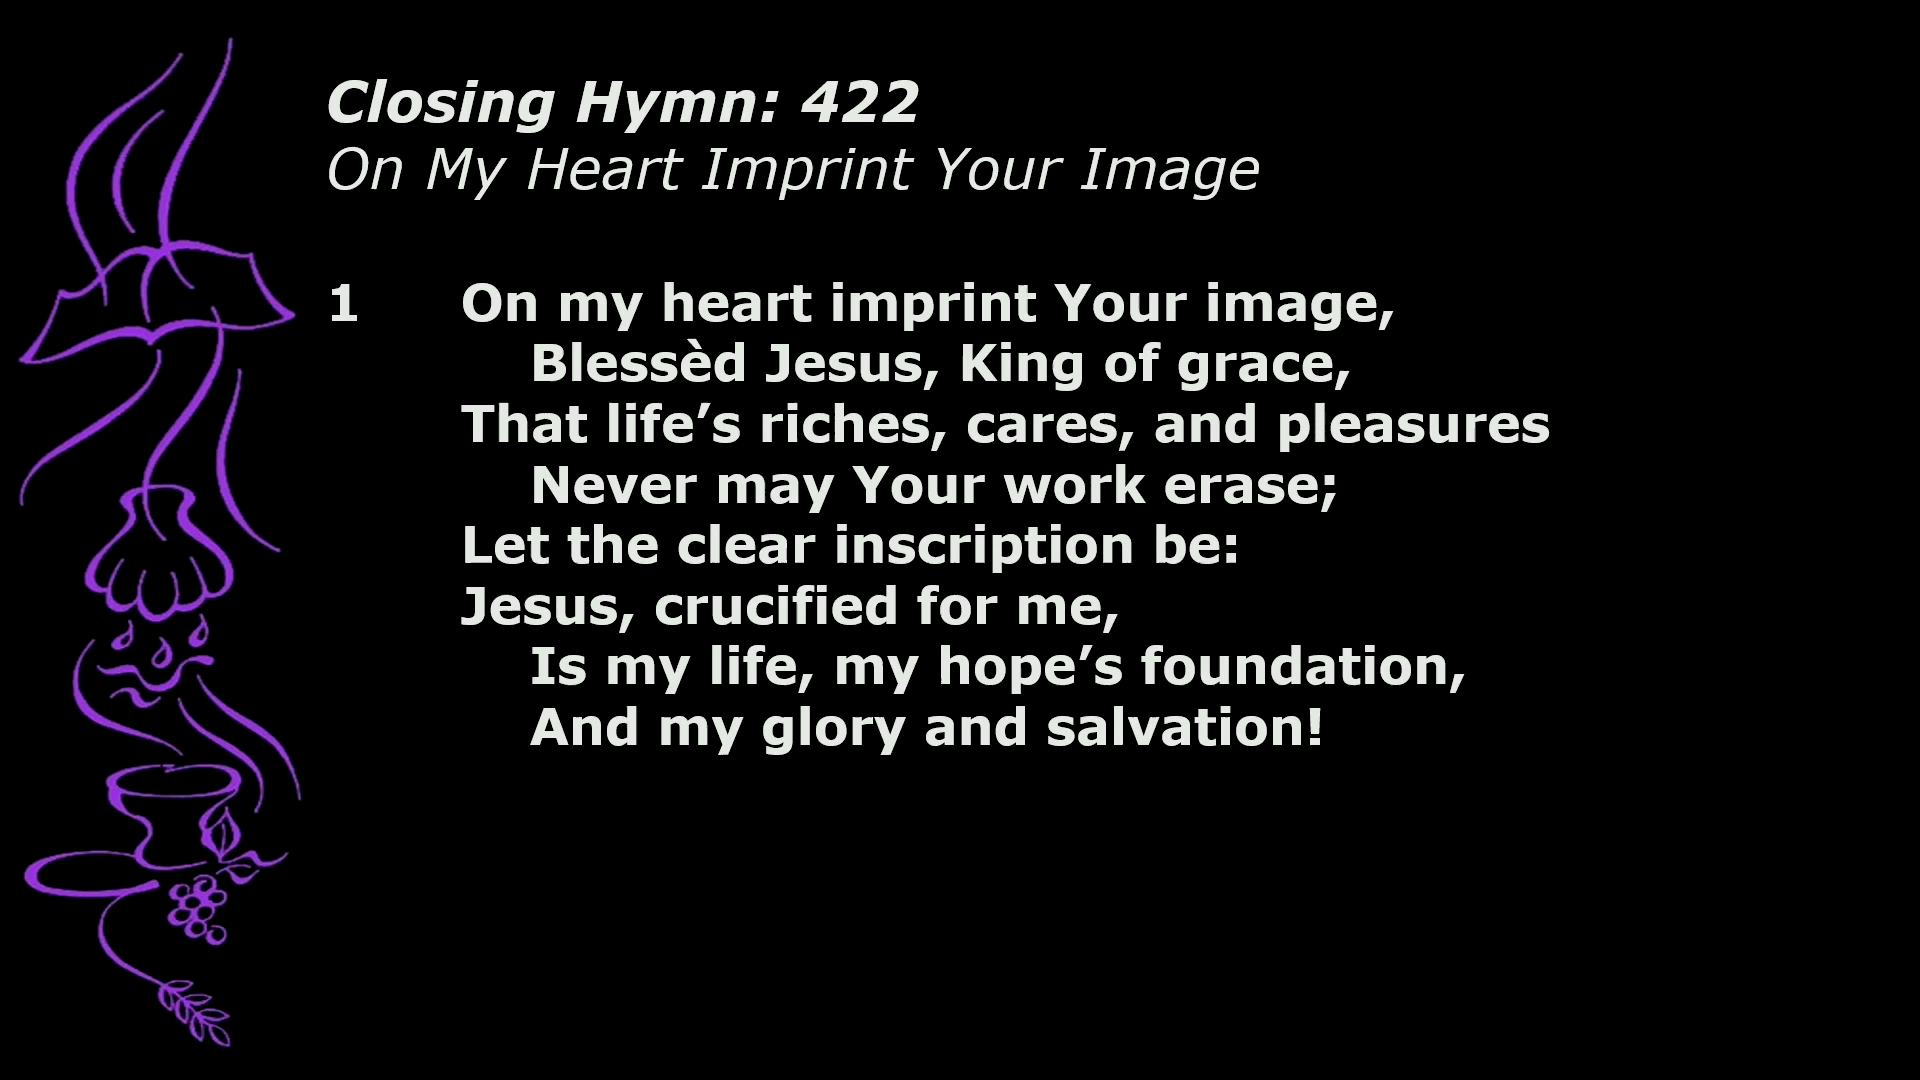 Closing Hymn: 422
On My Heart Imprint Your Image
1 On my heart imprint Your image,
Blessèd Jesus, King of grace,
That life’s riches, cares, and pleasures
Never may Your work erase;
Let the clear inscription be:
Jesus, crucified for me,
Is my life, my hope’s foundation,
And my glory and salvation!